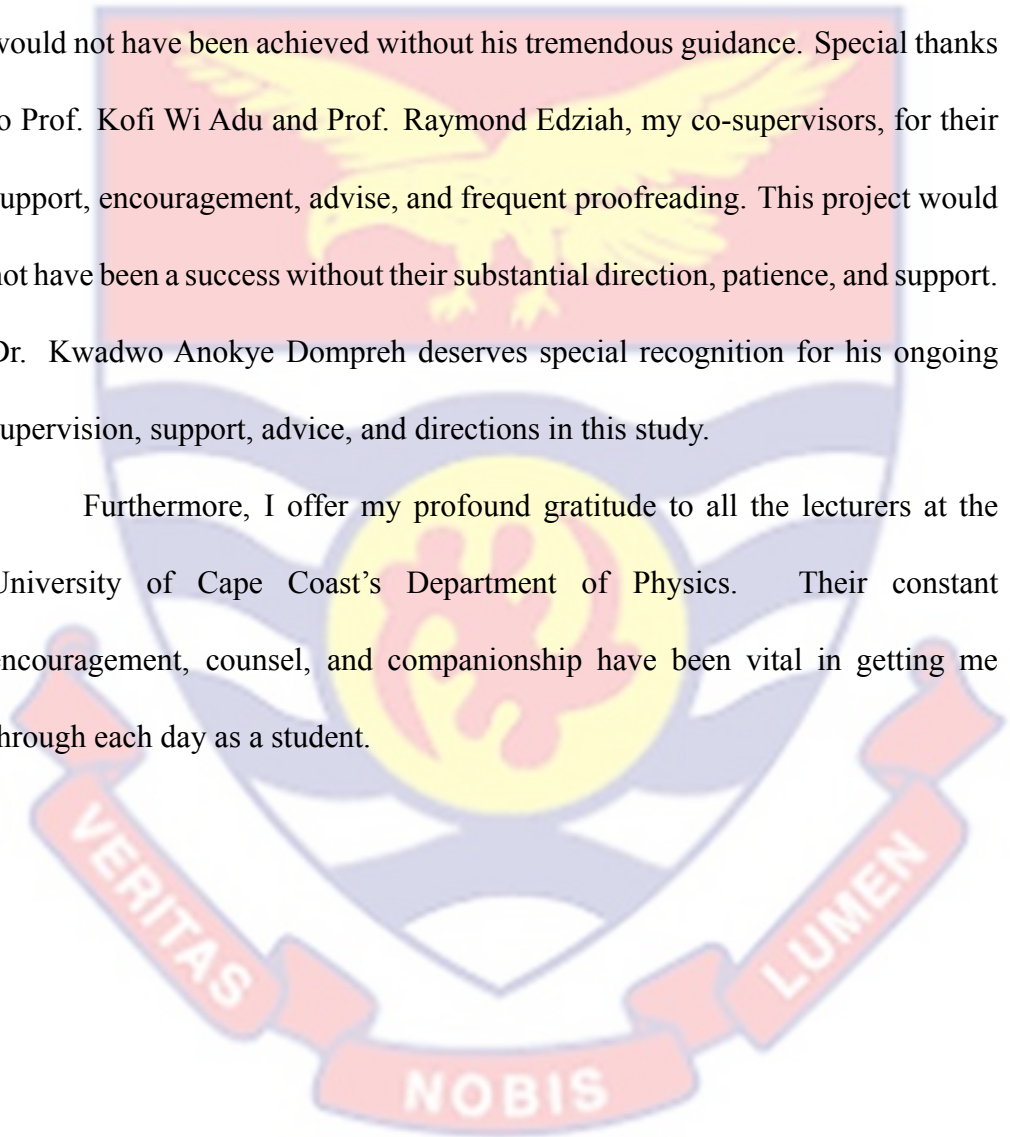 would not have been achieved without his tremendous guidance. Special thanks
to Prof. Kofi Wi Adu and Prof. Raymond Edziah, my co-supervisors, for their
support, encouragement, advise, and frequent proofreading. This project would
not have been a success without their substantial direction, patience, and support.
Dr. Kwadwo Anokye Dompreh deserves special recognition for his ongoing
supervision, support, advice, and directions in this study.
Furthermore, I offer my profound gratitude to all the lecturers at the
University of Cape Coast's Department of Physics. Their constant
encouragement, counsel, and companionship have been vital in getting me
through each day as a student.
VERITAS
NOBIS
LUMEN